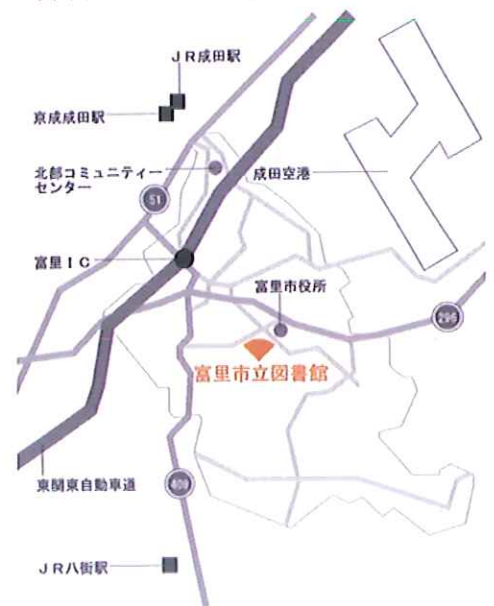 JR成田駅
京成成田駅
北部コミュニティー
センター
成田空港
51
富里IC
富里市役所
296
富里市立図書館
東関東自動車道
409
JR八街駅